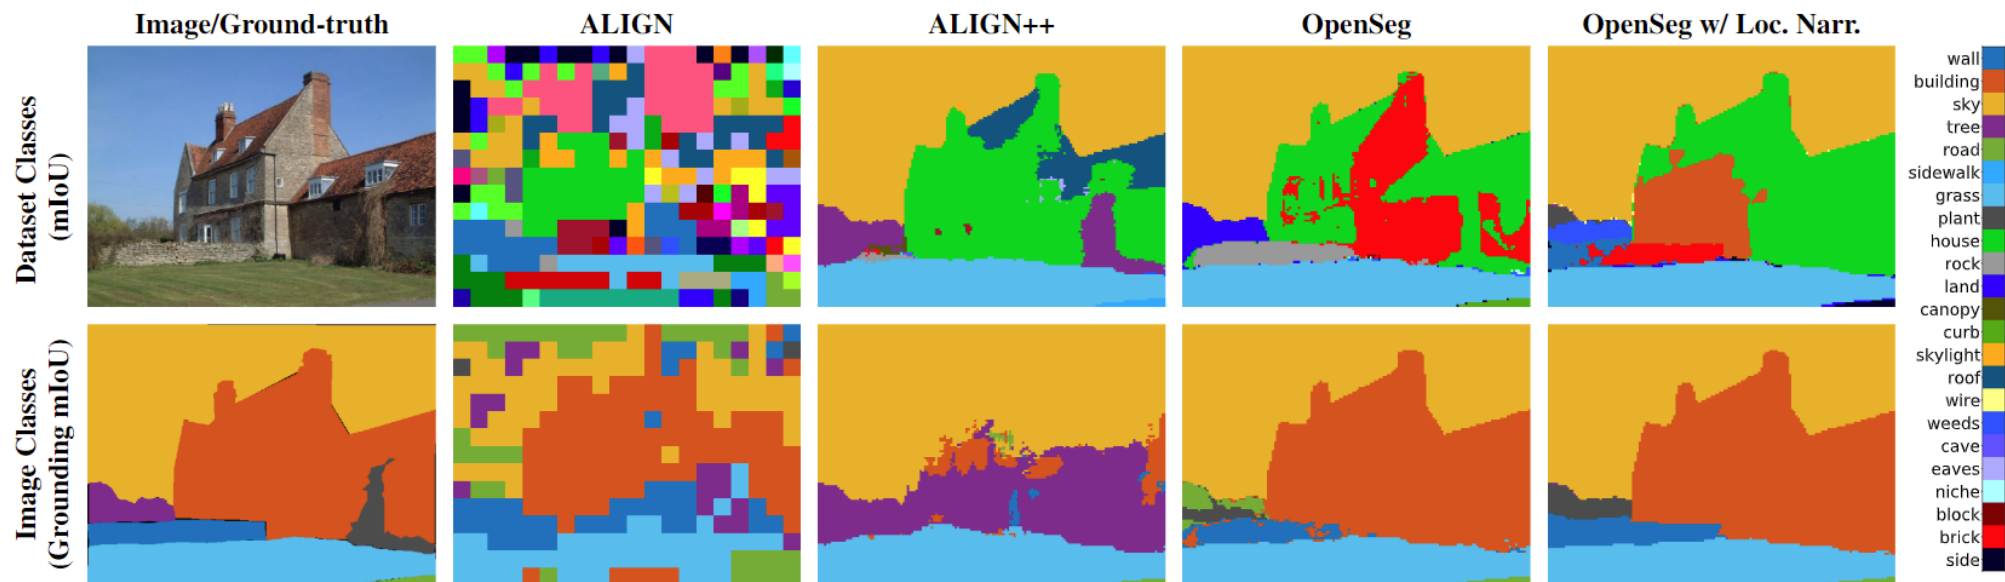 Image/Ground-truth
ALIGN
ALIGN++
OpenSeg
OpenSeg w/ Loc. Narr.
Dataset Classes
(mIoU)
Image Classes
(Grounding mIoU)
wall
building
sky
tree
road
sidewalk
grass
plant
house
rock
land
canopy
curb
skylight
roof
wire
weeds
cave
eaves
niche
block
brick
side